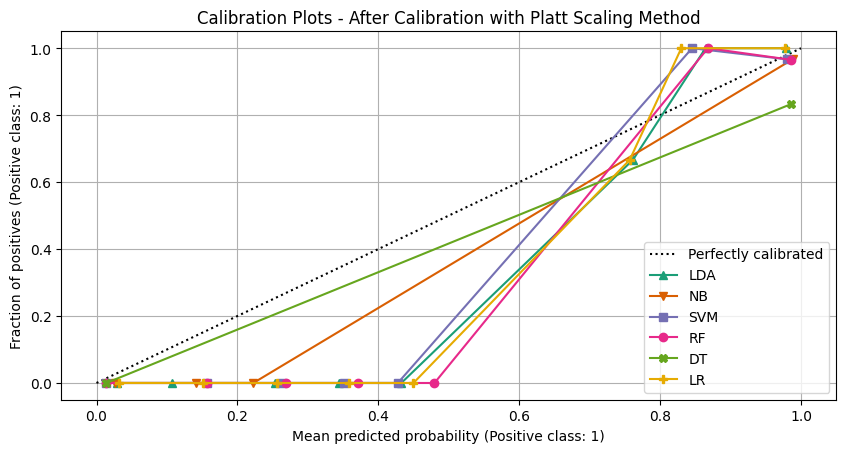 Calibration Plots - After Calibration with Platt Scaling Method
Fraction of positives (Positive class: 1)
1.0
0.8
0.6
0.4
0.2
0.0
Perfectly calibrated
LDA
NB
SVM
RF
DT
LR
0.0 0.2 0.4 0.6 0.8 1.0
Mean predicted probability (Positive class: 1)